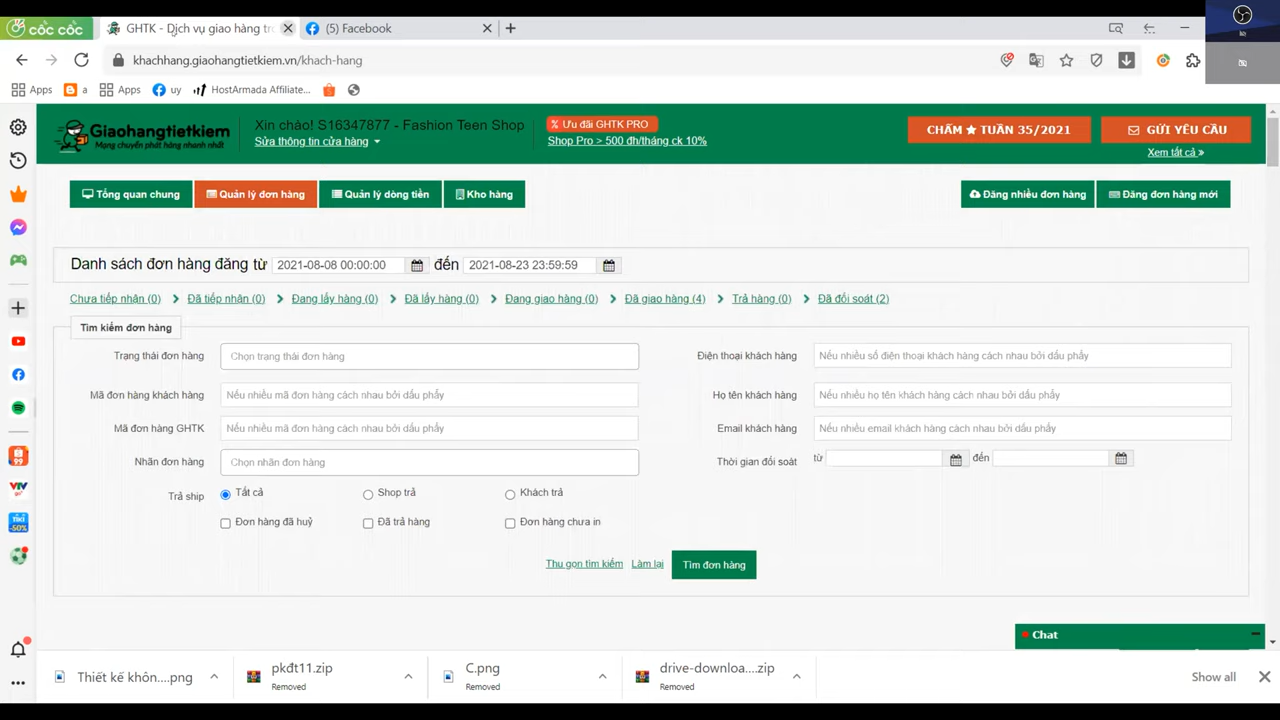 cốc cốc
GHTK - Dịch vụ giao hàng tr
(5) Facebook
khachhang.giaohangtietkiem.vn/khach-hang
Apps
a
Apps
uy
HostArmada Affiliate...
Giaohangtietkiem
Mạng chuyển phát hàng nhanh nhất
Xin chào! S16347877 - Fashion Teen Shop
Sửa thông tin cửa hàng
Ưu đãi GHTK PRO
Shop Pro > 500 đh/tháng ck 10%
CHẤM ★ TUẦN 35/2021
GỬI YÊU CẦU
Xem tất cả »
Tổng quan chung
Quản lý đơn hàng
Quản lý dòng tiền
Kho hàng
Đăng nhiều đơn hàng
Đăng đơn hàng mới
Danh sách đơn hàng đăng từ 2021-08-08 00:00:00 đến 2021-08-23 23:59:59
Chưa tiếp nhận (0) > Đã tiếp nhận (0) > Đang lấy hàng (0) > Đã lấy hàng (0) > Đang giao hàng (0) > Đã giao hàng (4) > Trả hàng (0) > Đã đối soát (2)
Tìm kiếm đơn hàng
Trạng thái đơn hàng
Chọn trạng thái đơn hàng
Điện thoại khách hàng
Nếu nhiều số điện thoại khách hàng cách nhau bởi dấu phẩy
Mã đơn hàng khách hàng
Nếu nhiều mã đơn hàng cách nhau bởi dấu phẩy
Họ tên khách hàng
Nếu nhiều họ tên khách hàng cách nhau bởi dấu phẩy
Mã đơn hàng GHTK
Nếu nhiều mã đơn hàng cách nhau bởi dấu phẩy
Email khách hàng
Nếu nhiều email khách hàng cách nhau bởi dấu phẩy
Nhãn đơn hàng
Chọn nhãn đơn hàng
Thời gian đối soát
từ
đến
Trả ship
Tất cả
Shop trả
Khách trả
Đơn hàng đã huỷ
Đã trả hàng
Đơn hàng chưa in
Thu gọn tìm kiếm
Làm lại
Tìm đơn hàng
Chat
Thiết kế khôn....png
pkđt11.zip
Removed
C.png
Removed
drive-downloa....zip
Removed
Show all